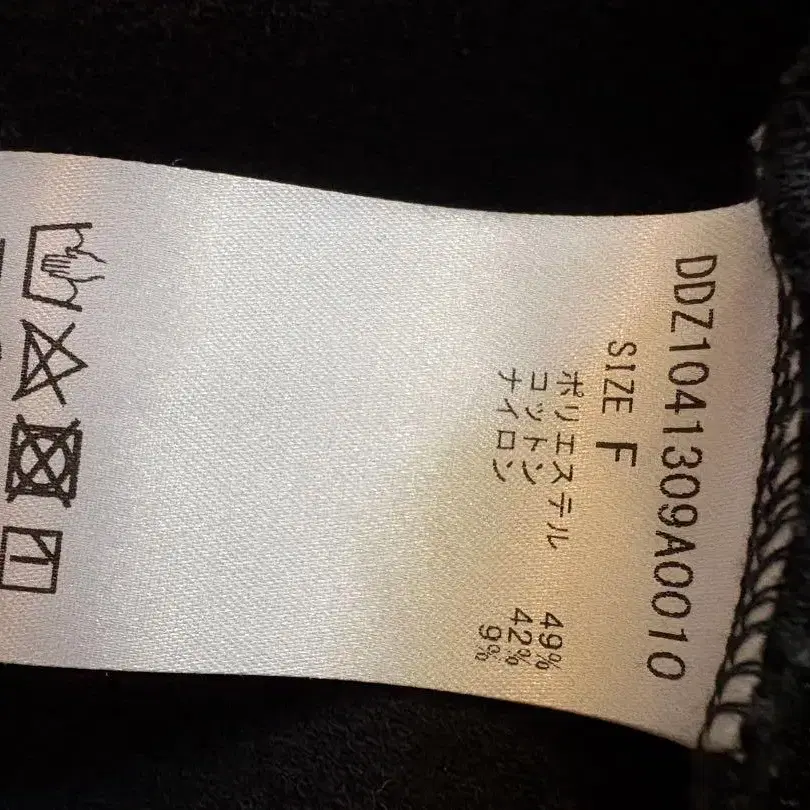 DDZ1041309A0010
SIZE F
ポリエステル 49%
コットン 42%
ナイロン 9%